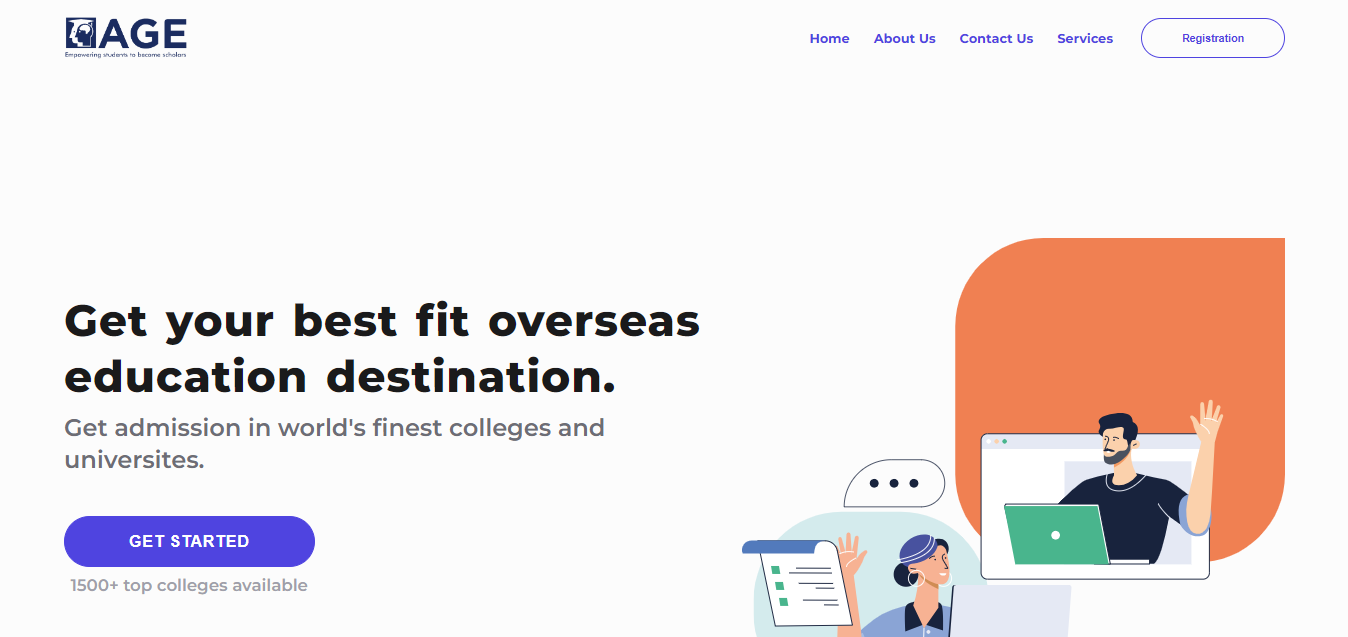 AGE
Empowering students to become scholars
Home About Us Contact Us Services Registration
Get your best fit overseas
education destination.
Get admission in world's finest colleges and
universites.
GET STARTED
1500+ top colleges available